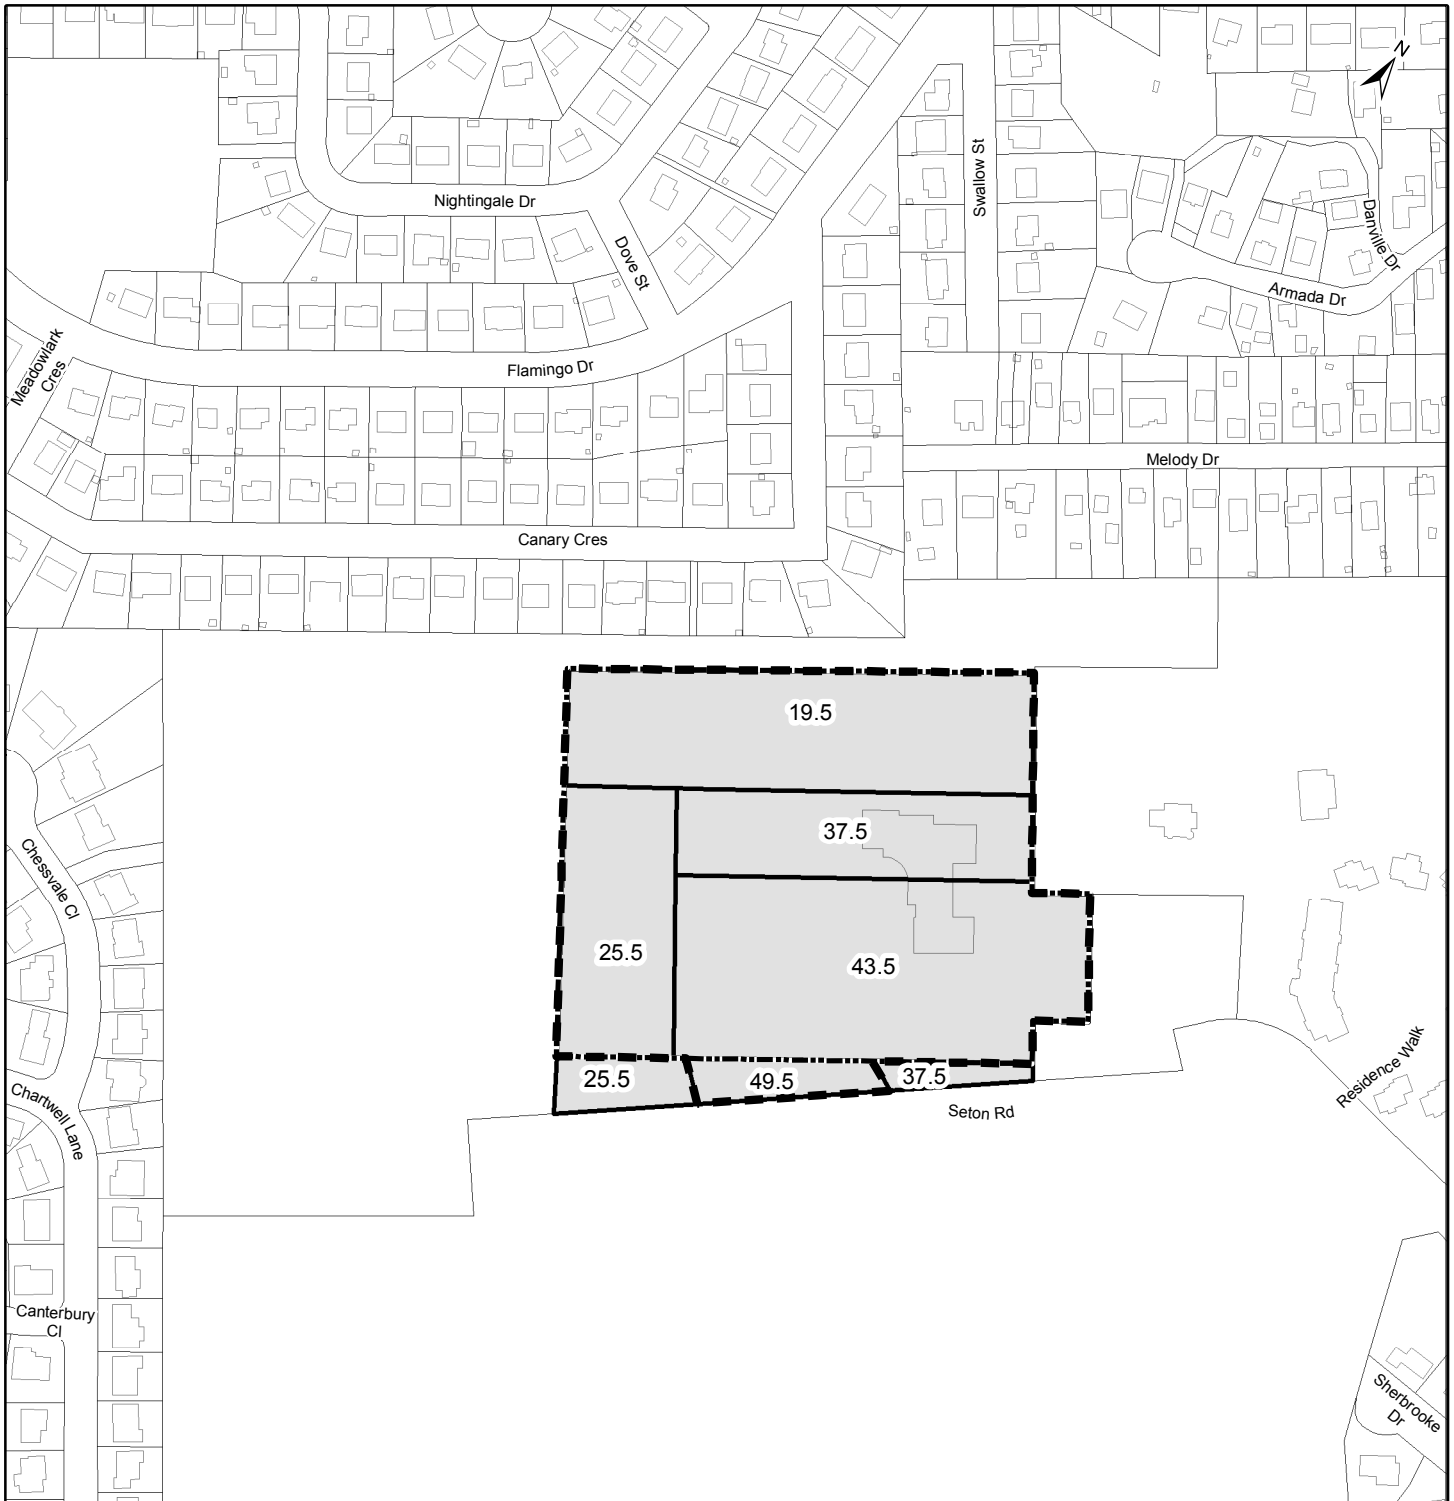 N
Nightingale Dr
Swallow St
Dove St
Danville Dr
Armada Dr
Meadowlark
Cres
Flamingo Dr
Melody Dr
Canary Cres
19.5
37.5
Chessvale Cl
25.5
43.5
25.5
49.5
37.5
Seton Rd
Residence Walk
Chartwell Lane
Canterbury
Cl
Sherbrooke
Dr